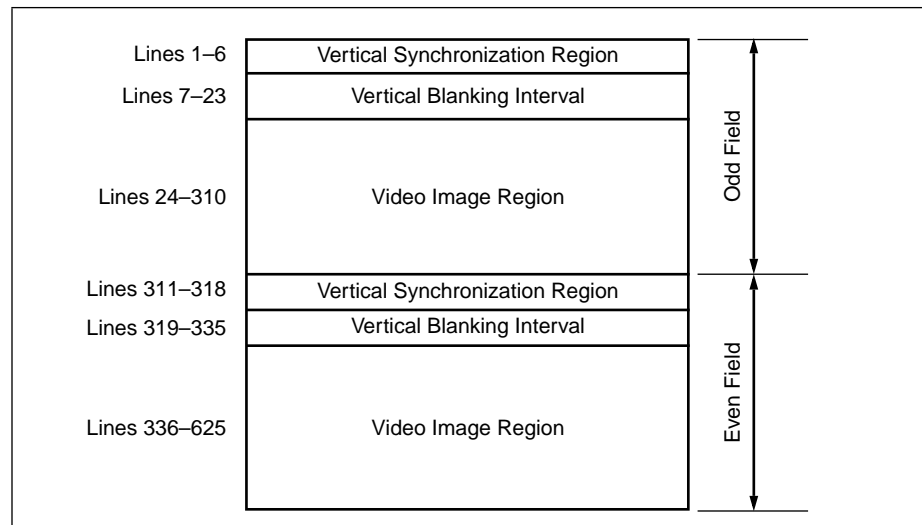 Lines 1–6 Vertical Synchronization Region
Lines 7–23 Vertical Blanking Interval
Lines 24–310 Video Image Region
Odd Field
Lines 311–318 Vertical Synchronization Region
Lines 319–335 Vertical Blanking Interval
Lines 336–625 Video Image Region
Even Field